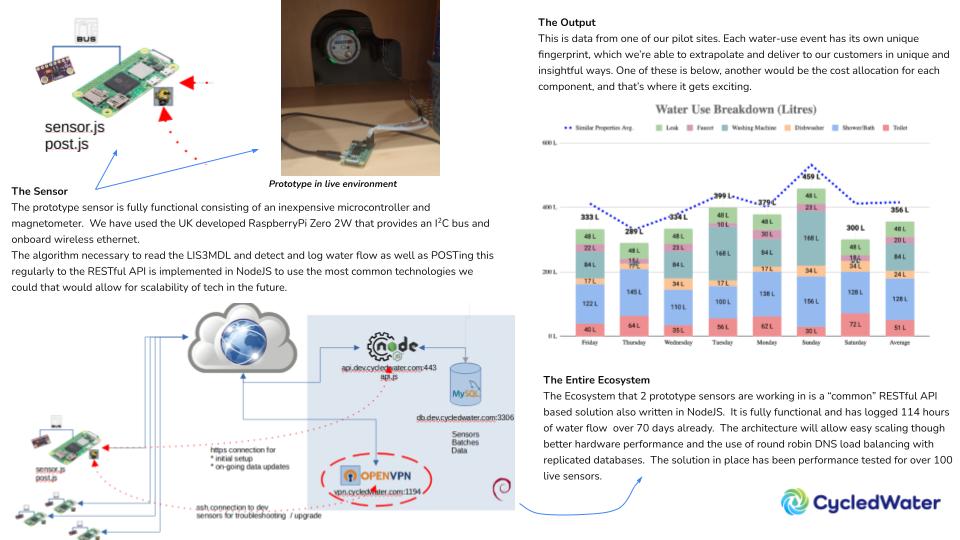 BUS
sensor.js
post.js
Prototype in live environment
The Sensor
The prototype sensor is fully functional consisting of an inexpensive microcontroller and
magnetometer. We have used the UK developed RaspberryPi Zero 2W that provides an I²C bus and
onboard wireless ethernet.
The algorithm necessary to read the LIS3MDL and detect and log water flow as well as POSTing this
regularly to the RESTful API is implemented in NodeJS to use the most common technologies we
could that would allow for scalability of tech in the future.
node
JS
api.dev.cycledwater.com:443
api.js
MySQL
db.dev.cycledwater.com:3306
Sensors
Batches
Data
https connection for
* initial setup
* on-going data updates
sensor.js
post.js
OPENVPN
vpn.cycledwater.com:1194
ssh connection to dev
sensors for troubleshooting / upgrade
The Output
This is data from one of our pilot sites. Each water-use event has its own unique
fingerprint, which we're able to extrapolate and deliver to our customers in unique and
insightful ways. One of these is below, another would be the cost allocation for each
component, and that's where it gets exciting.
Water Use Breakdown (Litres)
Similar Properties Avg. Leak Faucet Washing Machine Dishwasher Shower/Bath Toilet
600 L
200 L
0 L
333 L 289 L 334 L 399 L 379 L 459 L 300 L 356 L
48 L 48 L 48 L 48 L 48 L 48 L 48 L 48 L
22 L 23 L 10 L 30 L 23 L 20 L
84 L 84 L 168 L 84 L 168 L 84 L
17 L 34 L 17 L 17 L 34 L 34 L 24 L
122 L 145 L 110 L 100 L 138 L 156 L 128 L 128 L
40 L 64 L 35 L 56 L 62 L 30 L 72 L 51 L
Friday Thursday Wednesday Tuesday Monday Sunday Saturday Average
The Entire Ecosystem
The Ecosystem that 2 prototype sensors are working in is a “common” RESTful API
based solution also written in NodeJS. It is fully functional and has logged 114 hours
of water flow over 70 days already. The architecture will allow easy scaling though
better hardware performance and the use of round robin DNS load balancing with
replicated databases. The solution in place has been performance tested for over 100
live sensors.
CycledWater